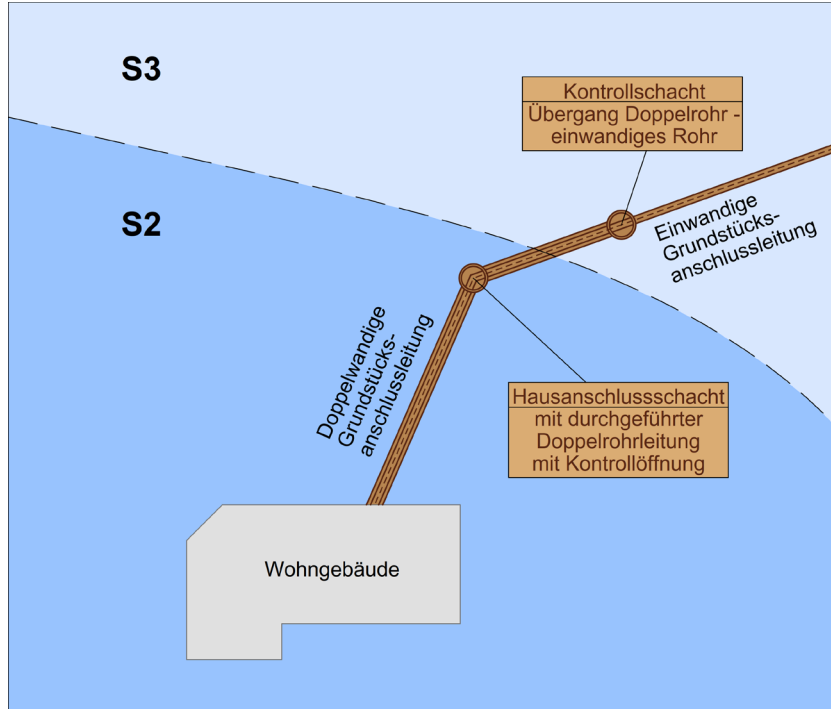 S3
Kontrollschacht
Übergang Doppelrohr -
einwandiges Rohr
S2
Einwandige
Grundstücks-
anschlussleitung
Doppelwandige
Grundstücks-
anschlussleitung
Hausanschlussschacht
mit durchgeführter
Doppelrohrleitung
mit Kontrollöffnung
Wohngebäude